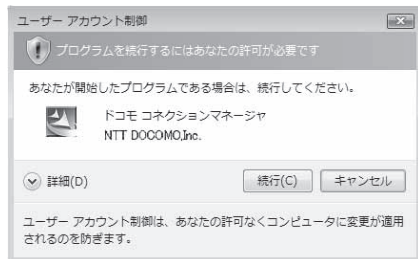 ユーザー アカウント制御
プログラムを続行するにはあなたの許可が必要です
あなたが開始したプログラムである場合は、続行してください。
ドコモ コネクションマネージャ
NTT DOCOMO,Inc.
詳細(D)
続行(C)
キャンセル
ユーザー アカウント制御は、あなたの許可なくコンピュータに変更が適用
されるのを防ぎます。